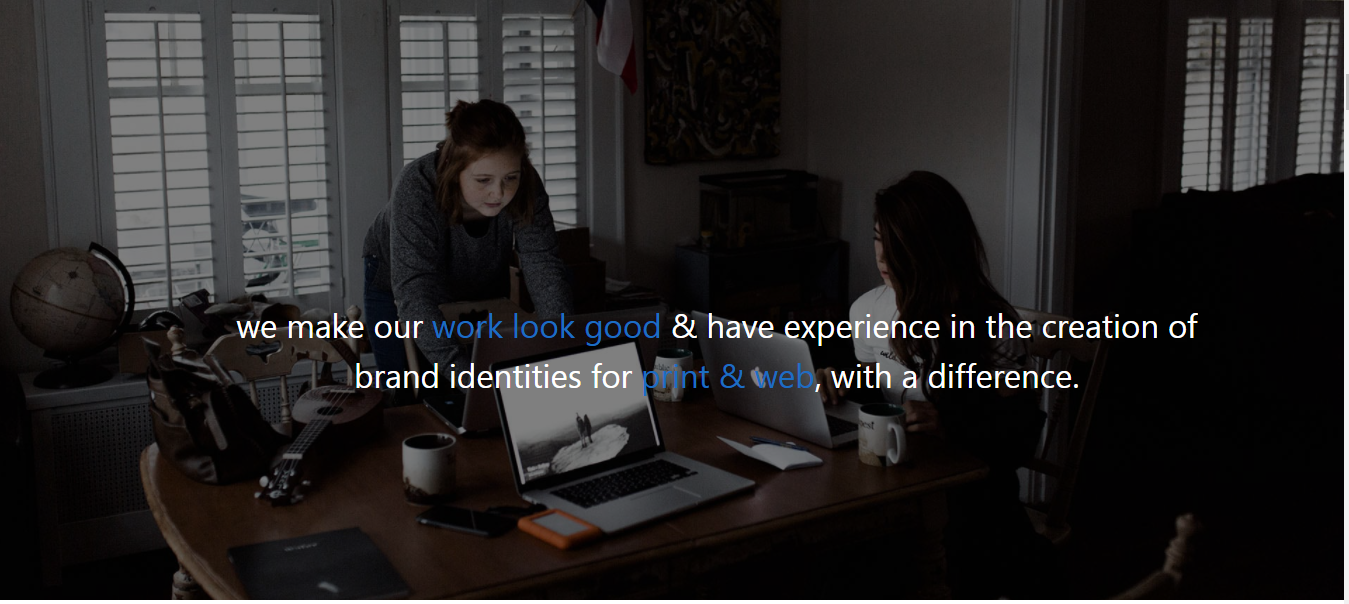 we make our work look good & have experience in the creation of
brand identities for print & web, with a difference.